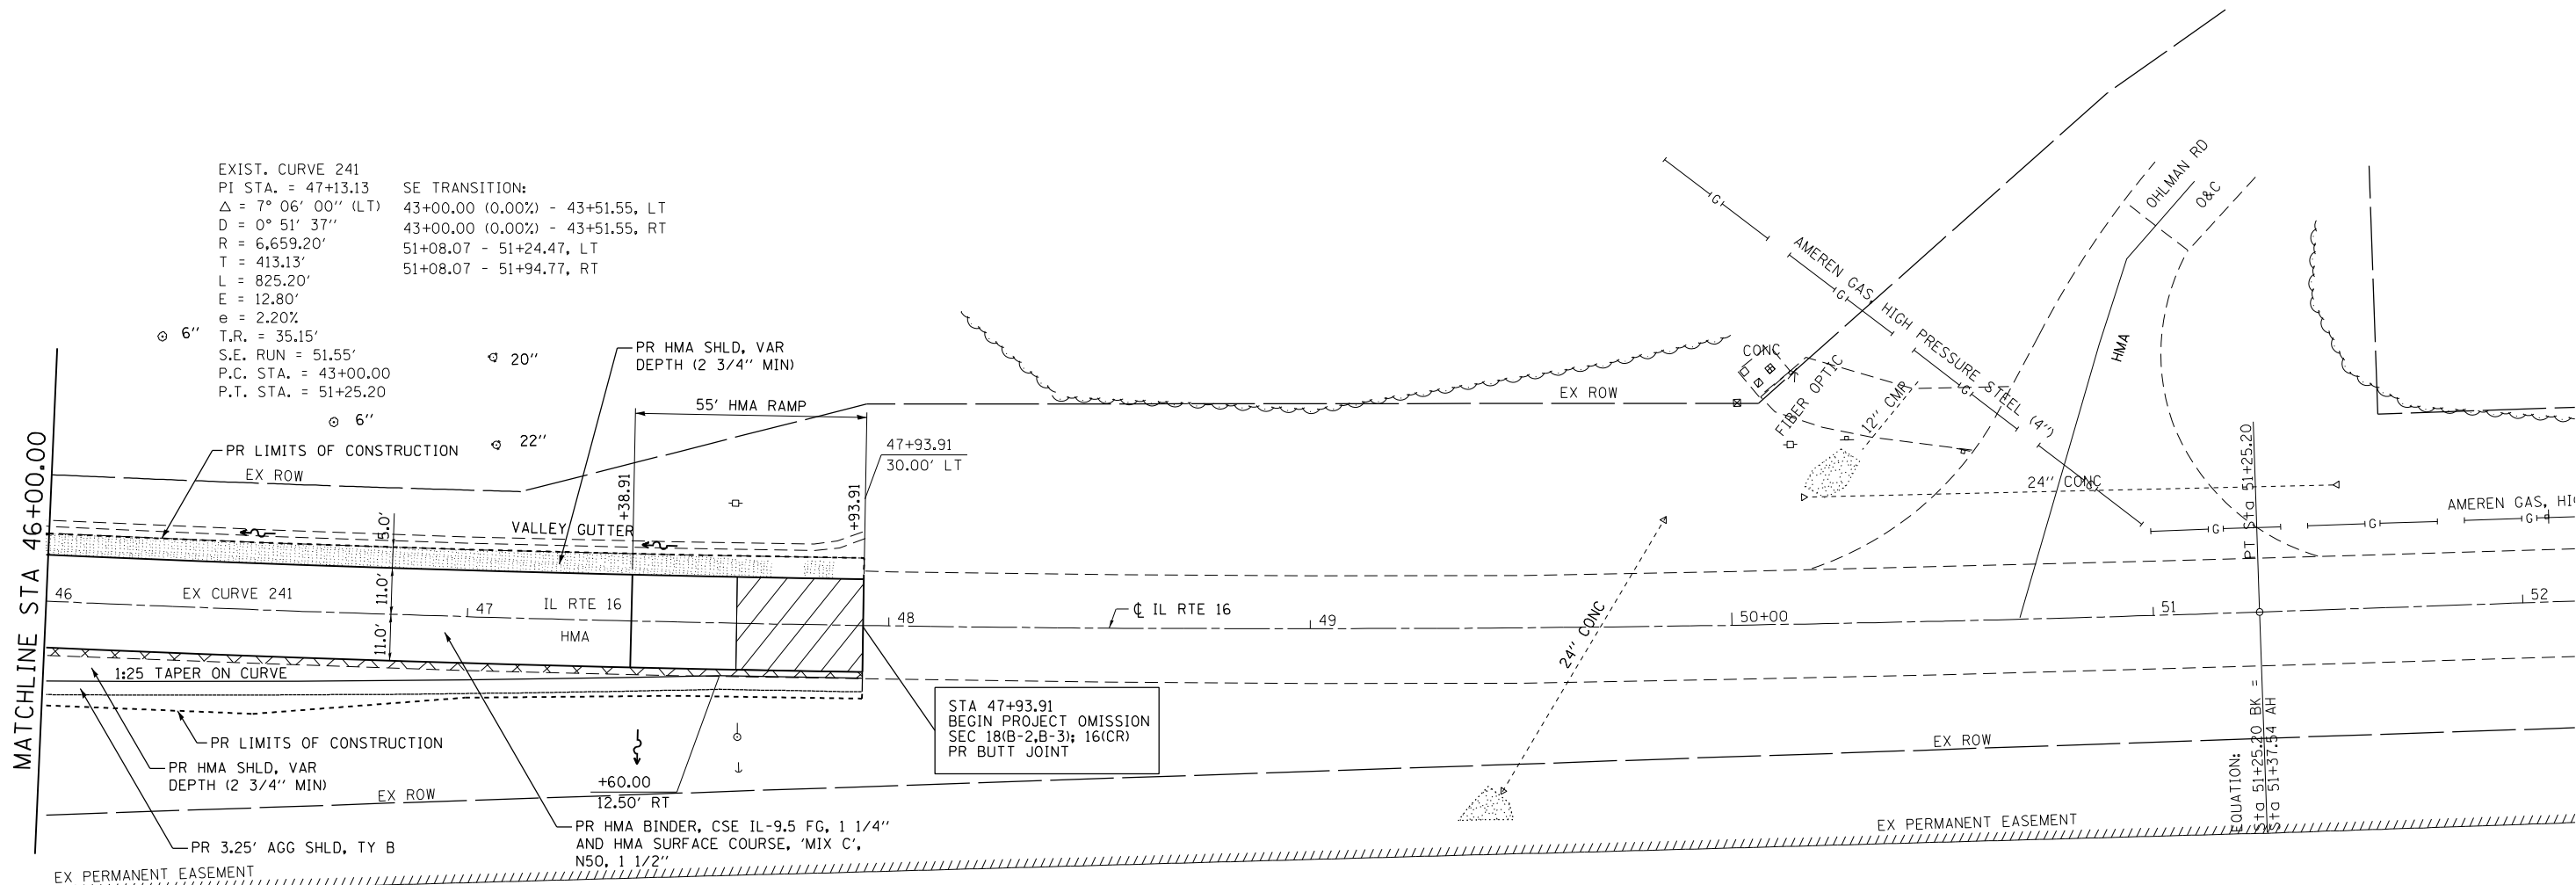 EXIST. CURVE 241
PI STA. = 47+13.13
Δ = 7° 06' 00" (LT)
D = 0° 51' 37"
R = 6,659.20'
T = 413.13'
L = 825.20'
E = 12.80'
e = 2.20%
T.R. = 35.15'
S.E. RUN = 51.55'
P.C. STA. = 43+00.00
P.T. STA. = 51+25.20
SE TRANSITION:
43+00.00 (0.00%) - 43+51.55, LT
43+00.00 (0.00%) - 43+51.55, RT
51+08.07 - 51+24.47, LT
51+08.07 - 51+94.77, RT
6"
20"
6"
22"
PR HMA SHLD, VAR
DEPTH (2 3/4" MIN)
55' HMA RAMP
PR LIMITS OF CONSTRUCTION
EX ROW
47+93.91
30.00' LT
+38.91
+93.91
MATCHLINE STA 46+00.00
VALLEY GUTTER
5.0'
11.0'
11.0'
46
EX CURVE 241
47
IL RTE 16
HMA
48
℄ IL RTE 16
49
50+00
51
52
1:25 TAPER ON CURVE
PR LIMITS OF CONSTRUCTION
PR HMA SHLD, VAR
DEPTH (2 3/4" MIN)
EX ROW
PR 3.25' AGG SHLD, TY B
EX PERMANENT EASEMENT
+60.00
12.50' RT
PR HMA BINDER, CSE IL-9.5 FG, 1 1/4"
AND HMA SURFACE COURSE, 'MIX C',
N50, 1 1/2"
STA 47+93.91
BEGIN PROJECT OMISSION
SEC 18(B-2,B-3); 16(CR)
PR BUTT JOINT
EX ROW
CONC
FIBER OPTIC
12" CMP
G
AMEREN GAS, HIGH PRESSURE STEEL (4")
G
G
OHLMAN RD
O&C
HMA
24" CONC
24" CONC
PT Sta 51+25.20
AMEREN GAS, HI
G
G
G
EX ROW
EQUATION:
Sta 51+25.20 BK =
Sta 51+37.54 AH
EX PERMANENT EASEMENT